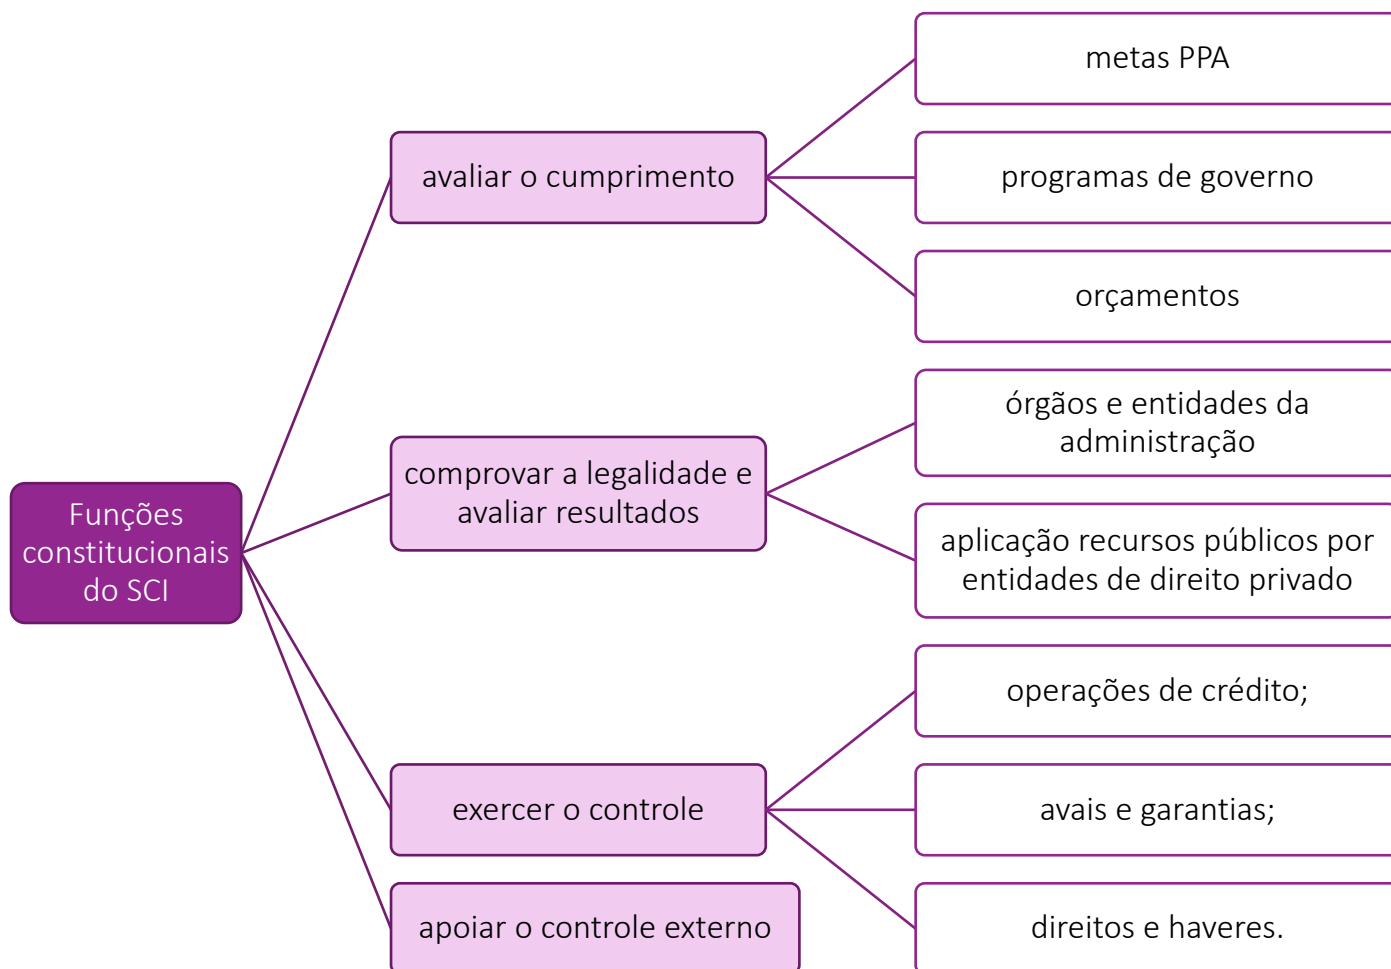 Funções
constitucionais
do SCI
avaliar o cumprimento
metas PPA
programas de governo
orçamentos
comprovar a legalidade e
avaliar resultados
órgãos e entidades da
administração
aplicação recursos públicos por
entidades de direito privado
exercer o controle
operações de crédito;
avais e garantias;
direitos e haveres.
apoiar o controle externo